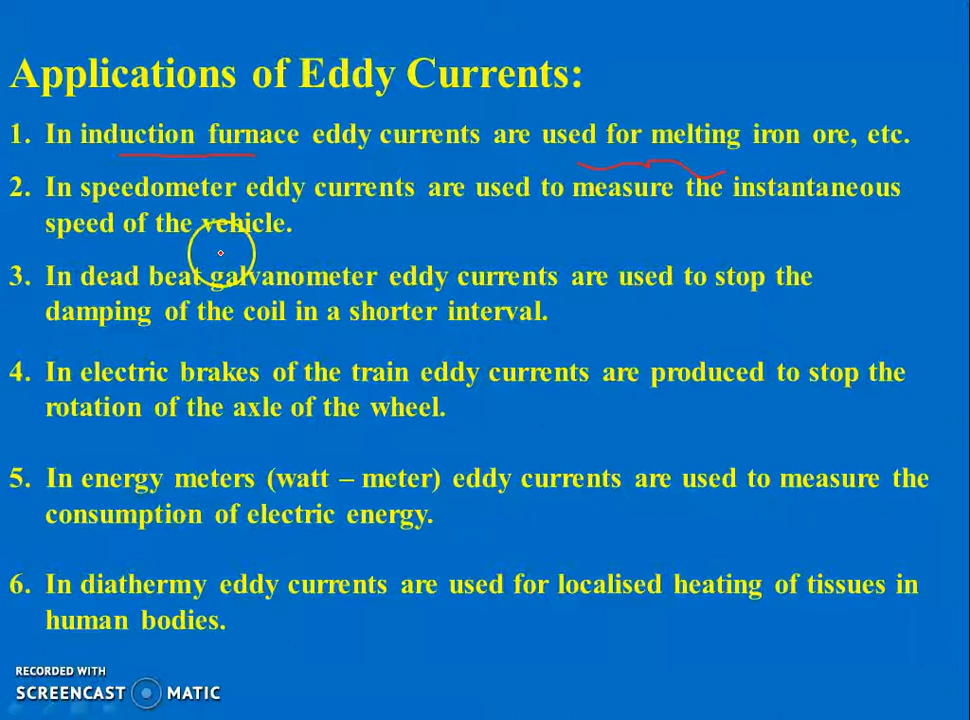 Applications of Eddy Currents:
1. In induction furnace eddy currents are used for melting iron ore, etc.
2. In speedometer eddy currents are used to measure the instantaneous
speed of the vehicle.
3. In dead beat galvanometer eddy currents are used to stop the
damping of the coil in a shorter interval.
4. In electric brakes of the train eddy currents are produced to stop the
rotation of the axle of the wheel.
5. In energy meters (watt – meter) eddy currents are used to measure the
consumption of electric energy.
6. In diathermy eddy currents are used for localised heating of tissues in
human bodies.
RECORDED WITH
SCREENCAST MATIC